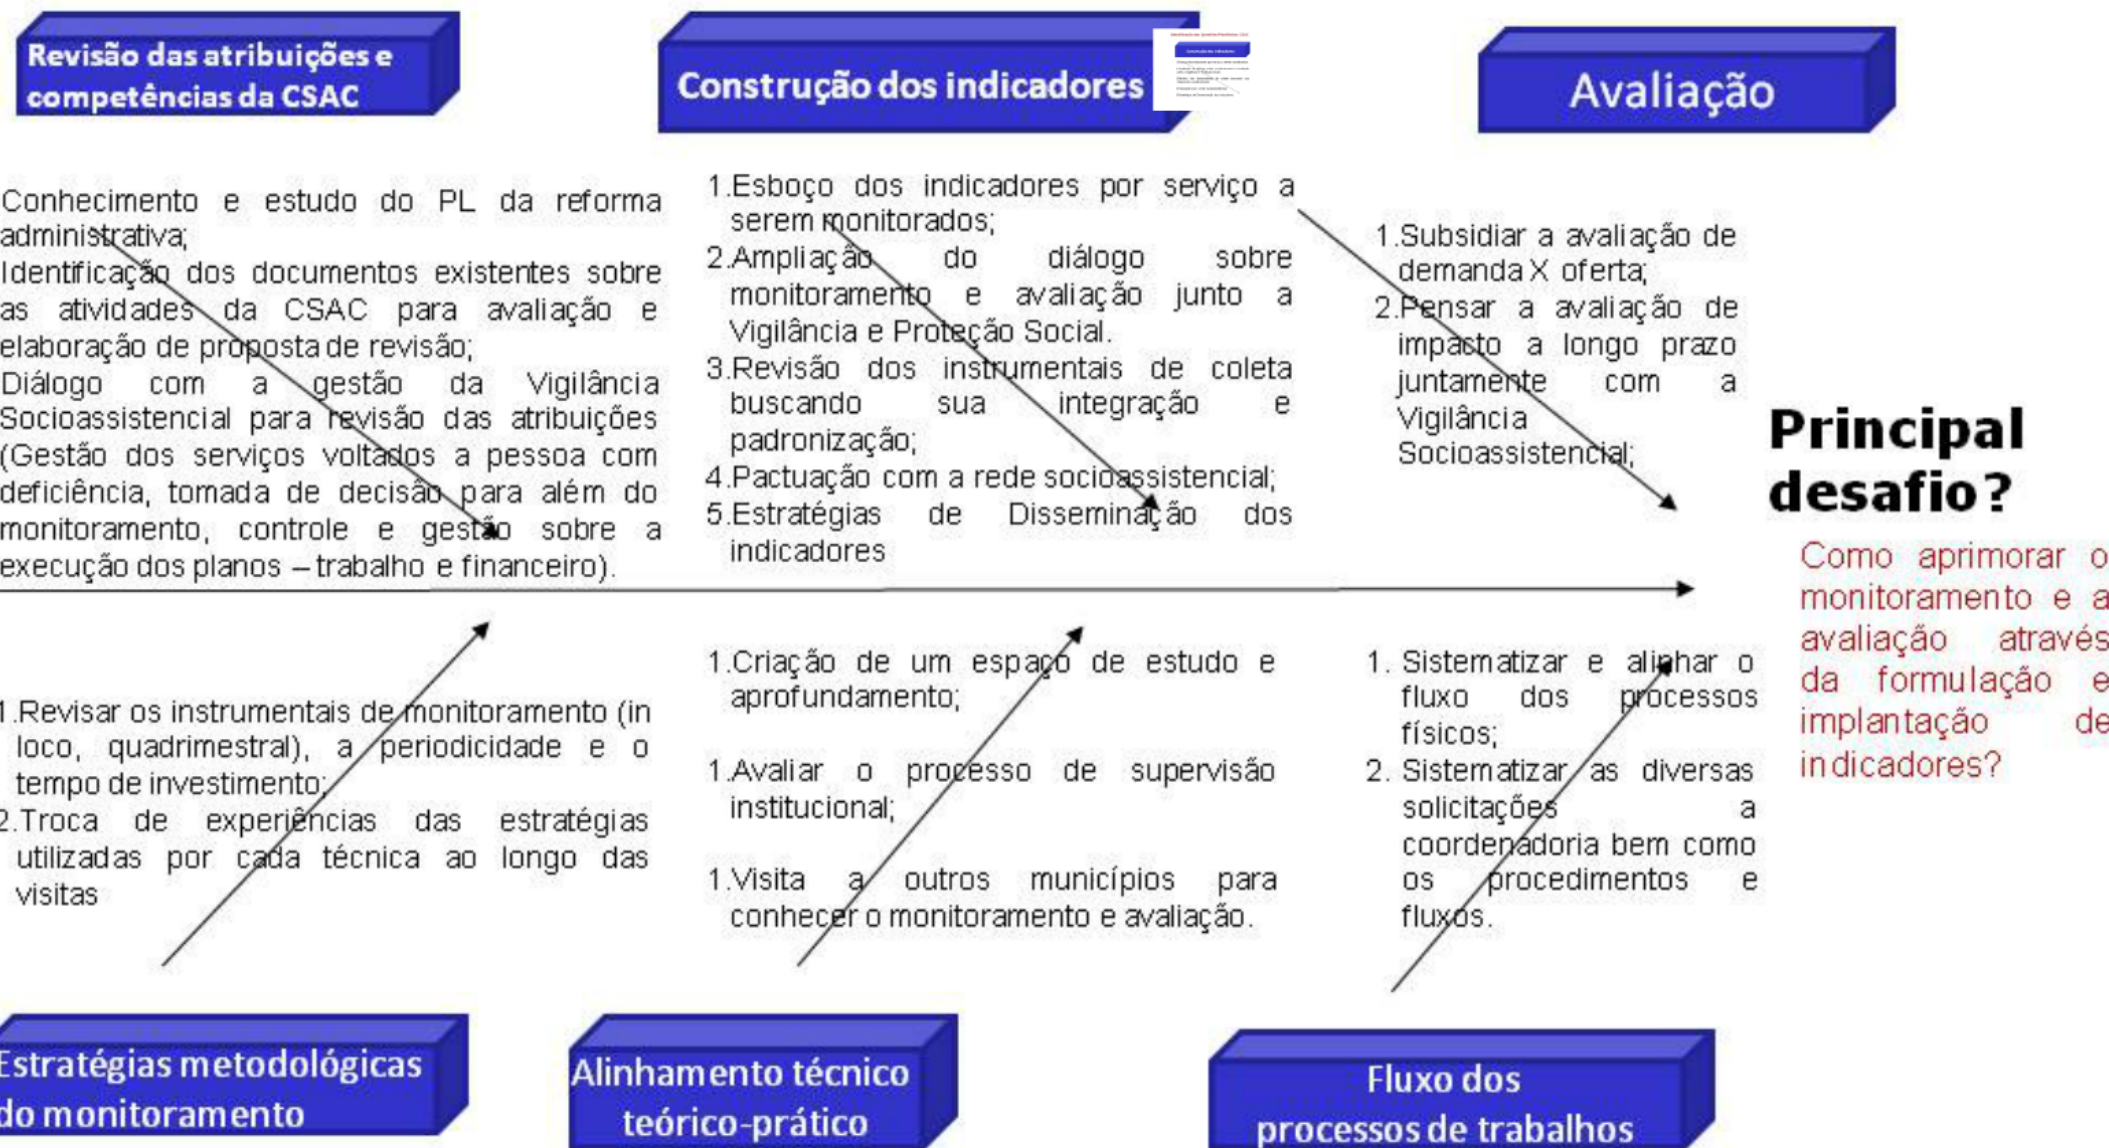 Revisão das atribuições e
competências da CSAC
Construção dos indicadores
Avaliação
Conhecimento e estudo do PL da reforma
administrativa;
Identificação dos documentos existentes sobre
as atividades da CSAC para avaliação e
elaboração de proposta de revisão;
Diálogo com a gestão da Vigilância
Socioassistencial para revisão das atribuições
(Gestão dos serviços voltados a pessoa com
deficiência, tomada de decisão para além do
monitoramento, controle e gestão sobre a
execução dos planos – trabalho e financeiro).
1.Esboço dos indicadores por serviço a
serem monitorados;
2.Ampliação do diálogo sobre
monitoramento e avaliação junto a
Vigilância e Proteção Social.
3.Revisão dos instrumentais de coleta
buscando sua integração e
padronização;
4.Pactuação com a rede socioassistencial;
5.Estratégias de Disseminação dos
indicadores
1.Subsidiar a avaliação de
demanda X oferta;
2.Pensar a avaliação de
impacto a longo prazo
juntamente com a
Vigilância
Socioassistencial;
Principal
desafio?
Como aprimorar o
monitoramento e a
avaliação através
da formulação e
implantação de
indicadores?
1.Revisar os instrumentais de monitoramento (in
loco, quadrimestral), a periodicidade e o
tempo de investimento;
2.Troca de experiências das estratégias
utilizadas por cada técnica ao longo das
visitas
1.Criação de um espaço de estudo e
aprofundamento;
1.Avaliar o processo de supervisão
institucional;
1.Visita a outros municípios para
conhecer o monitoramento e avaliação.
1. Sistematizar e alinhar o
fluxo dos processos
físicos;
2. Sistematizar as diversas
solicitações a
coordenadoria bem como
os procedimentos e
fluxos.
Estratégias metodológicas
do monitoramento
Alinhamento técnico
teórico-prático
Fluxo dos
processos de trabalhos